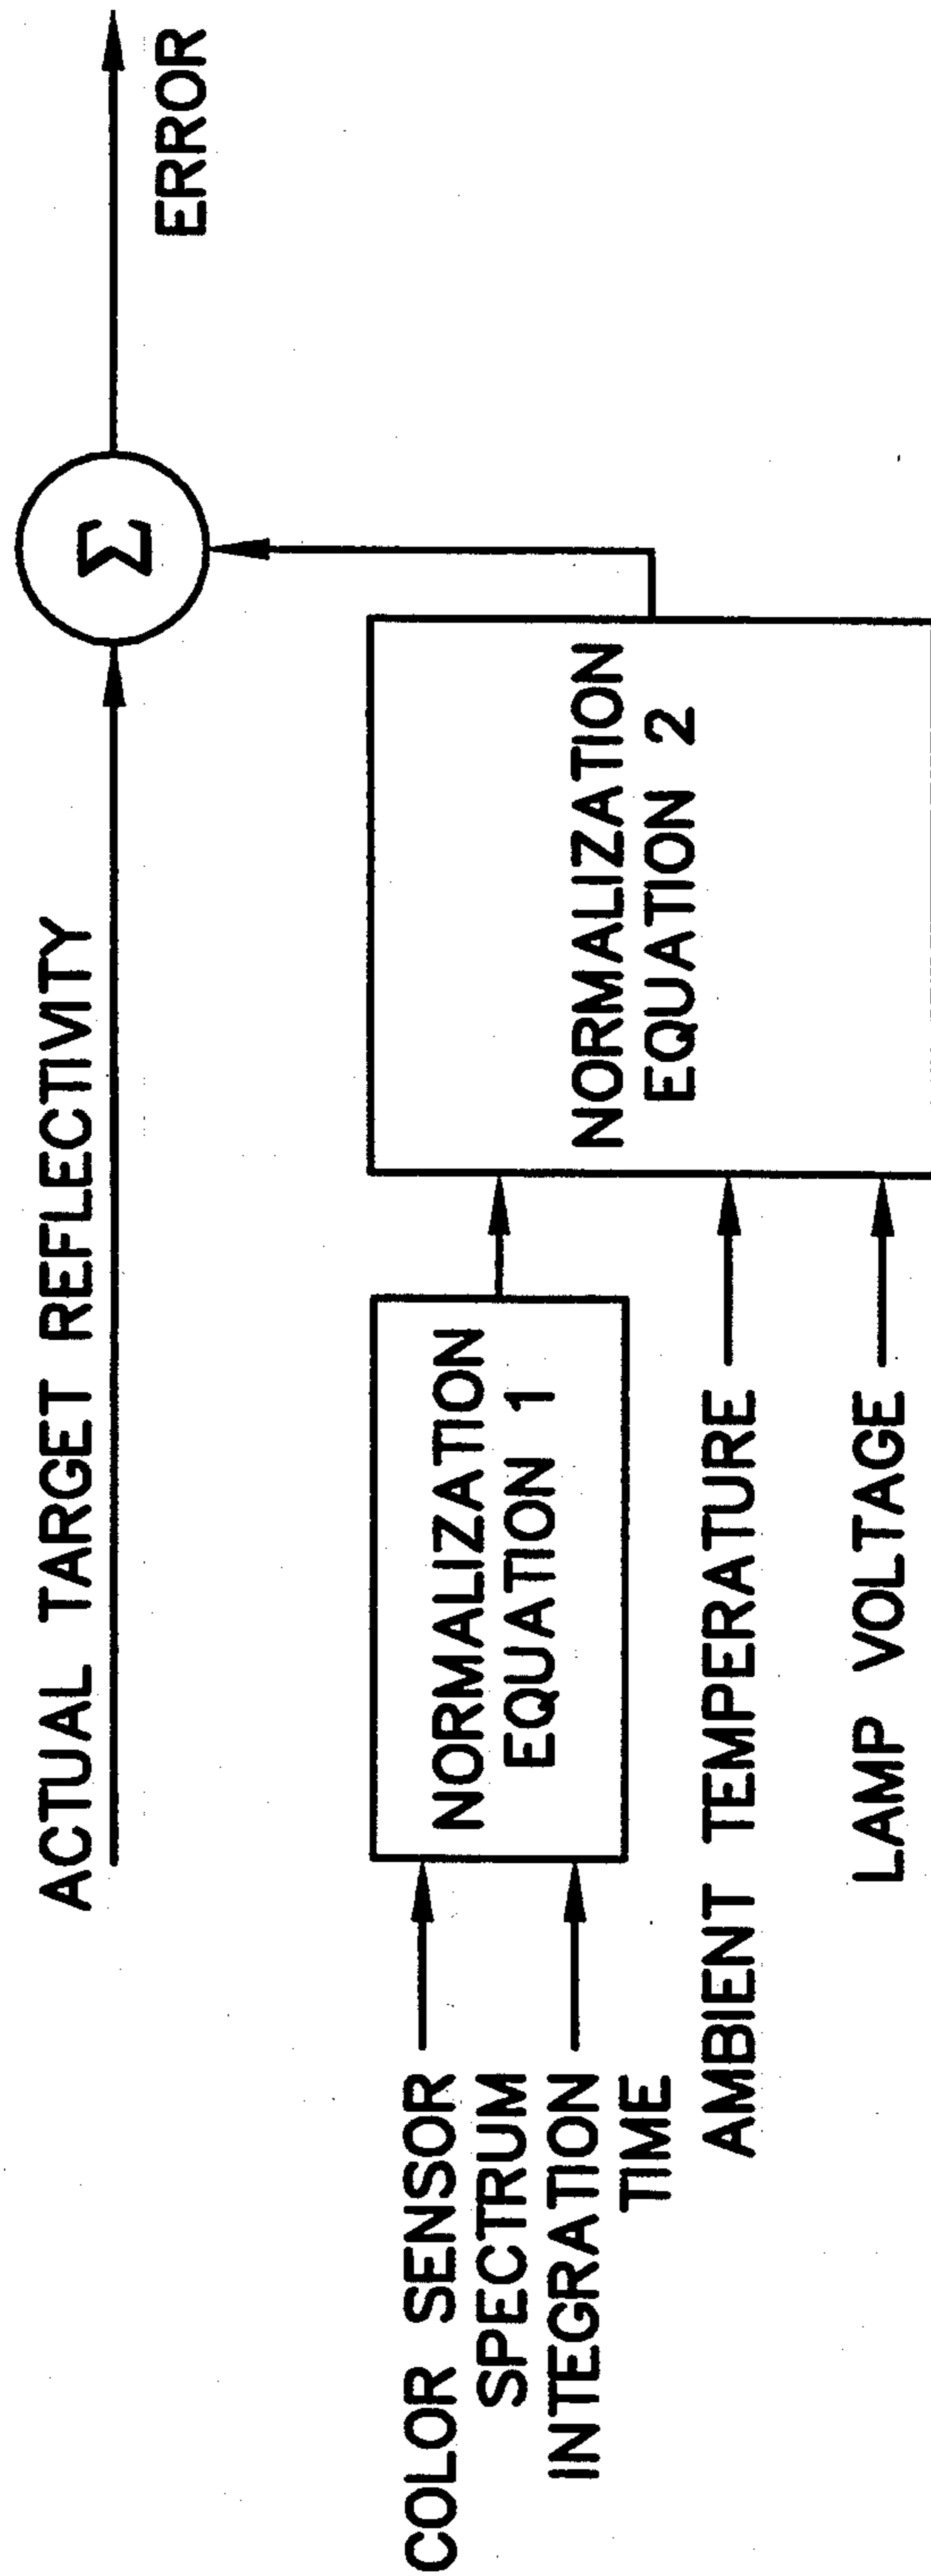 ACTUAL TARGET REFLECTIVITY
Σ
ERROR
COLOR SENSOR
SPECTRUM
INTEGRATION
TIME
NORMALIZATION
EQUATION 1
AMBIENT TEMPERATURE
LAMP VOLTAGE
NORMALIZATION
EQUATION 2